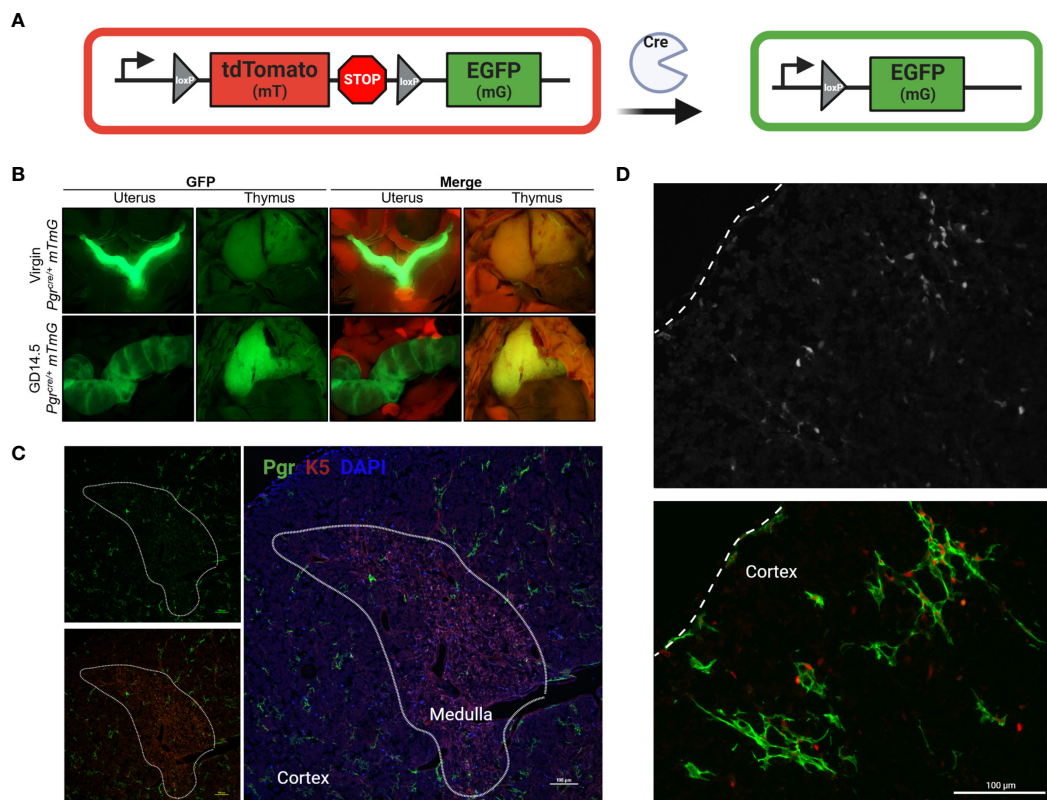 A
loxP
tdTomato
(mT)
STOP
loxP
EGFP
(mG)
Cre
loxP
EGFP
(mG)
B
GFP
Merge
Uterus
Thymus
Uterus
Thymus
Virgin
Pgrcre/+ mTmG
GD14.5
Pgrcre/+ mTmG
C
Pgr K5 DAPI
Medulla
Cortex
100 µm
D
Cortex
100 µm